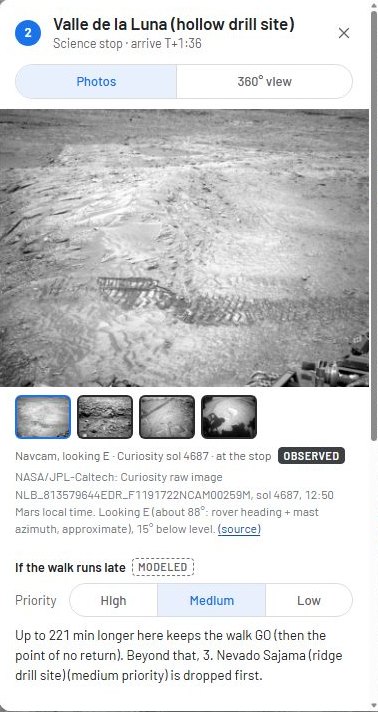 2
Valle de la Luna (hollow drill site)
Science stop · arrive T+1:36
Photos
360° view
Navcam, looking E · Curiosity sol 4687 · at the stop OBSERVED
NASA/JPL-Caltech: Curiosity raw image
NLB_813579644EDR_F1191722NCAM00259M, sol 4687, 12:50
Mars local time. Looking E (about 88°: rover heading + mast
azimuth, approximate), 15° below level. (source)
If the walk runs late MODELED
Priority High Medium Low
Up to 221 min longer here keeps the walk GO (then the
point of no return). Beyond that, 3. Nevado Sajama (ridge
drill site) (medium priority) is dropped first.